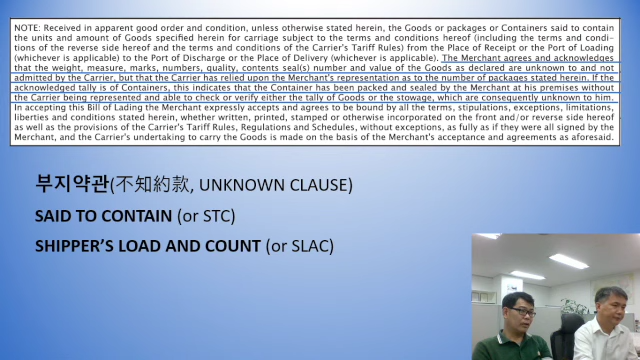 NOTE: Received in apparent good order and condition, unless otherwise stated herein, the Goods or packages or Containers said to contain
the units and amount of Goods specified herein for carriage subject to the terms and conditions hereof (including the terms and condi-
tions of the reverse side hereof and the terms and conditions of the Carrier's Tariff Rules) from the Place of Receipt or the Port of Loading
(whichever is applicable) to the Port of Discharge or the Place of Delivery (whichever is applicable). The Merchant agrees and acknowledges
that the weight, measure, marks, numbers, quality, contents seal(s) number and value of the Goods as declared are unknown to and not
admitted by the Carrier, but that the Carrier has relied upon the Merchant's representation as to the number of packages stated herein. If the
acknowledged tally is of Containers, this indicates that the Container has been packed and sealed by the Merchant at his premises without
the Carrier being represented and able to check or verify either the tally of Goods or the stowage, which are consequently unknown to him.
In accepting this Bill of Lading the Merchant expressly accepts and agrees to be bound by all the terms, stipulations, exceptions, limitations,
liberties and conditions stated herein, whether written, printed, stamped or otherwise incorporated on the front and/or reverse side hereof
as well as the provisions of the Carrier's Tariff Rules, Regulations and Schedules, without exceptions, as fully as if they were all signed by the
Merchant, and the Carrier's undertaking to carry the Goods is made on the basis of the Merchant's acceptance and agreements as aforesaid.
부지약관(不知約款, UNKNOWN CLAUSE)
SAID TO CONTAIN (or STC)
SHIPPER'S LOAD AND COUNT (or SLAC)